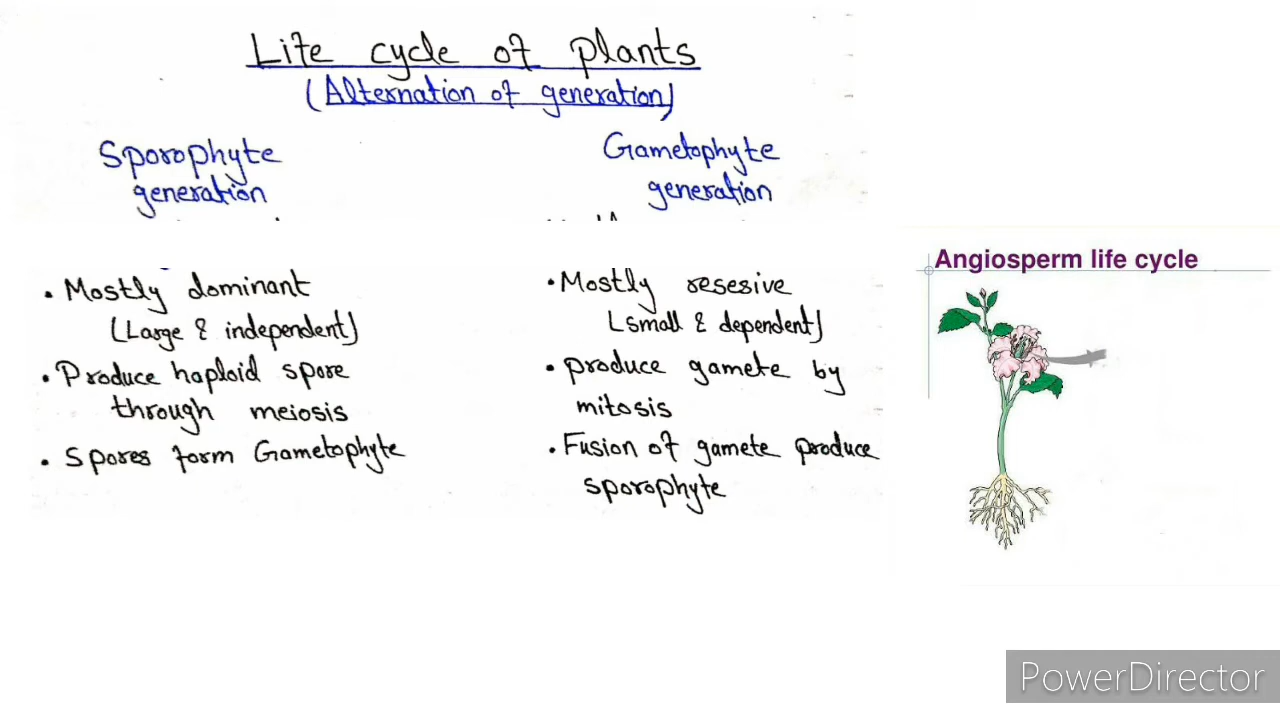 Life cycle of plants
(Alternation of generation)
Sporophyte
generation
• Mostly dominant
(Large & independent)
• Produce haploid spore
through meiosis
• Spores form Gametophyte
Gametophyte
generation
• Mostly resesive
(small & dependent)
• produce gamete by
mitosis
• Fusion of gamete produce
sporophyte
Angiosperm life cycle
PowerDirector